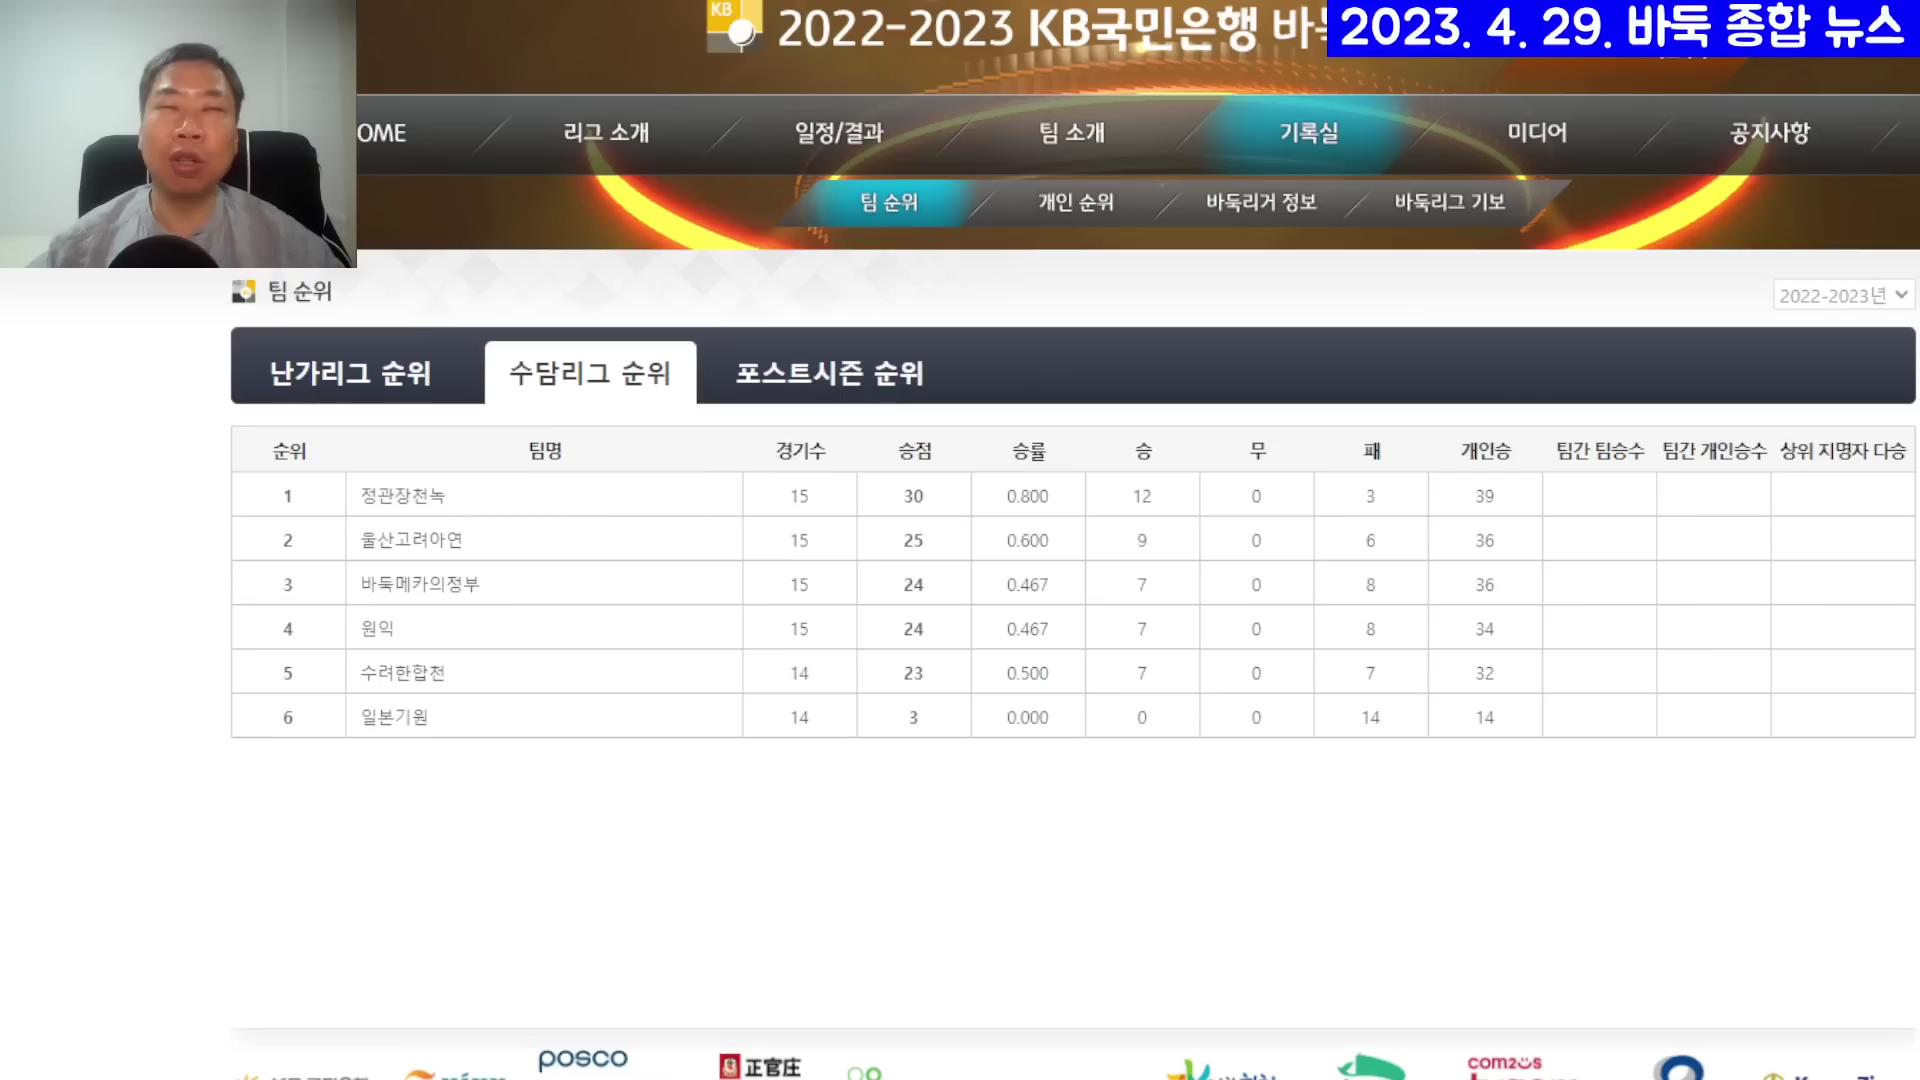 KB
2022-2023 KB국민은행 바
2023. 4. 29. 바둑 종합 뉴스
OME 리그 소개 일정/결과 팀 소개 기록실 미디어 공지사항
팀 순위 개인 순위 바둑리거 정보 바둑리그 기보
팀 순위
2022-2023년
난가리그 순위 수담리그 순위 포스트시즌 순위
순위 팀명 경기수 승점 승률 승 무 패 개인승 팀간 팀승수 팀간 개인승수 상위 지명자 다승
1 정관장천녹 15 30 0.800 12 0 3 39
2 울산고려아연 15 25 0.600 9 0 6 36
3 바둑메카의정부 15 24 0.467 7 0 8 36
4 원익 15 24 0.467 7 0 8 34
5 수려한합천 14 23 0.500 7 0 7 32
6 일본기원 14 3 0.000 0 0 14 14
posco 正官庄 com2us